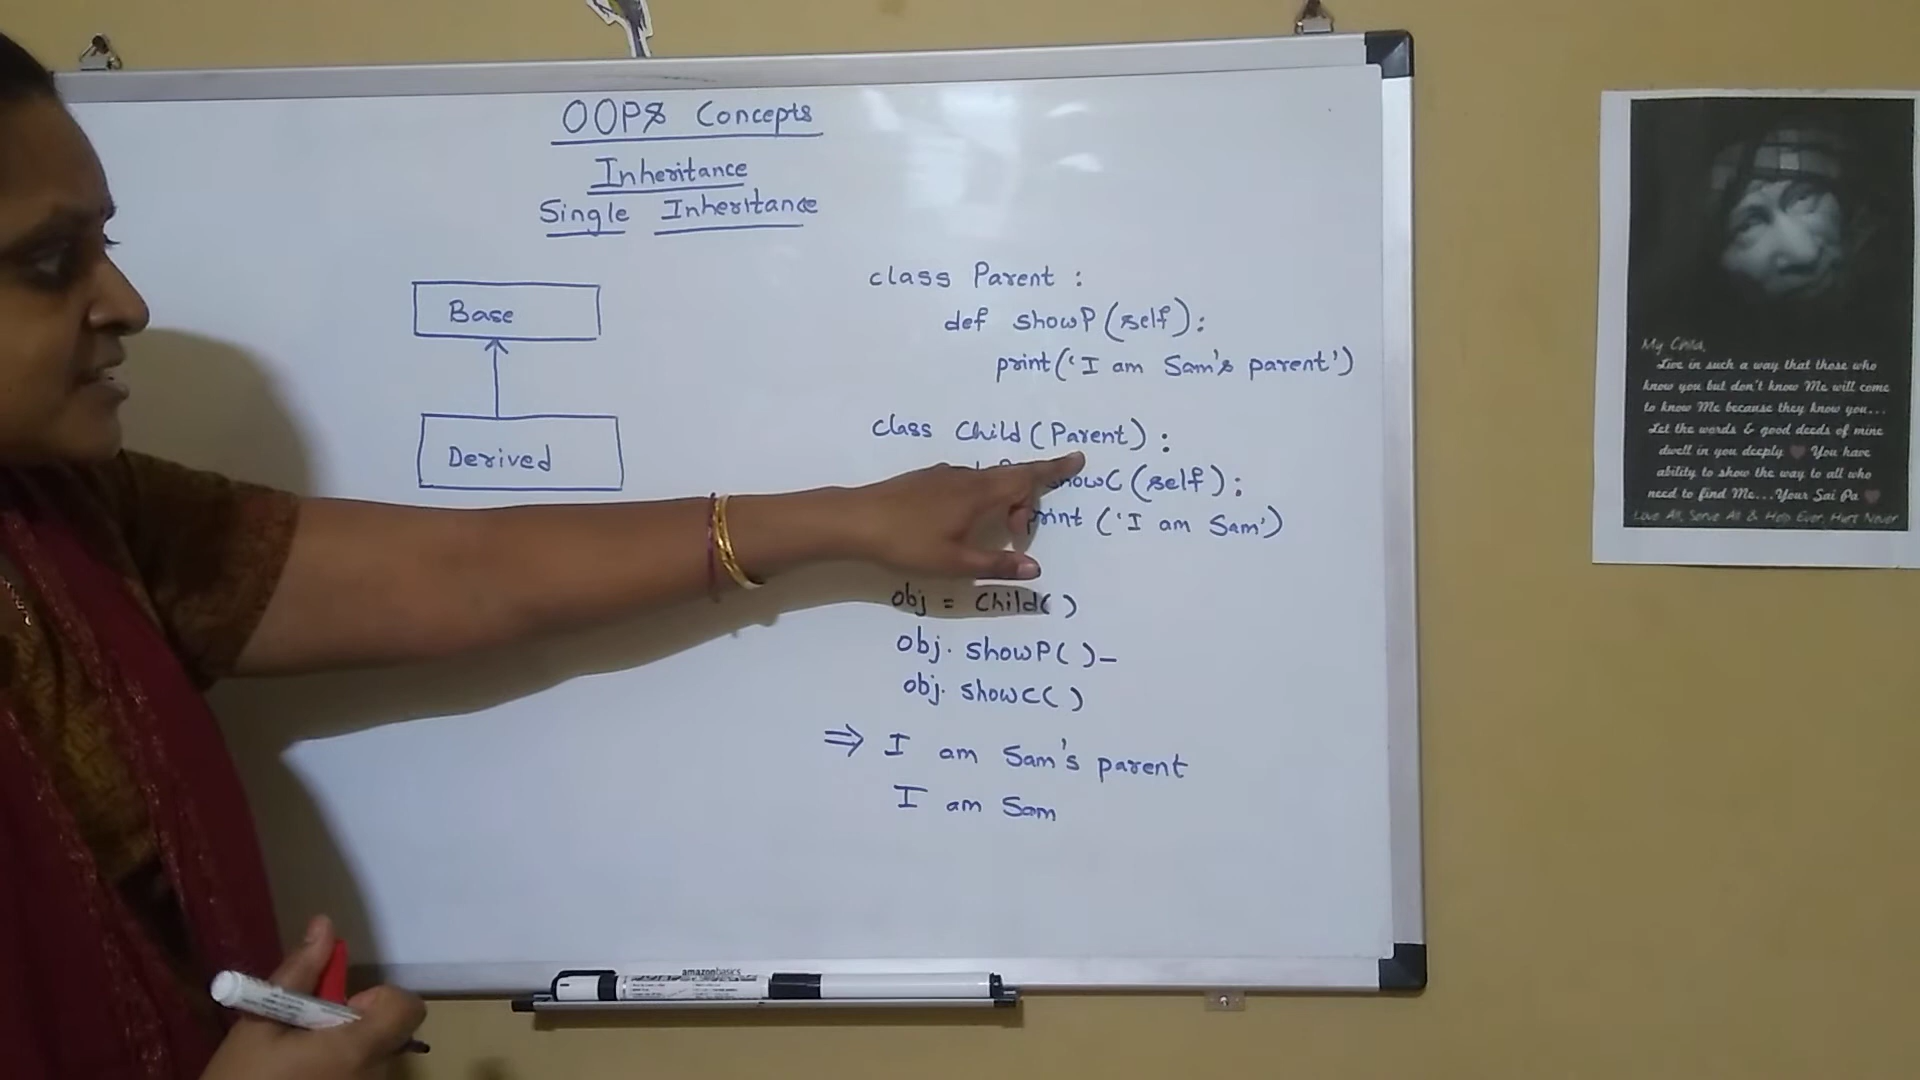 OOPS Concepts
Inheritance
Single Inheritance
Base
Derived
class Parent :
def showP (self) :
print ('I am Sam's parent')
class Child (Parent) :
showC (self) :
print ('I am Sam')
obj = Child( )
obj. showP( ) -
obj. showC( )
⇒ I am Sam's parent
I am Sam
amazonbasics
My Child,
Live in such a way that those who
know you but don't know Me will come
to know Me because they know you...
Let the words & good deeds of mine
dwell in you deeply ♥ You have
ability to show the way to all who
need to find Me...Your Sai Pa ♥
Love All, Serve All & Help Ever, Hurt Never